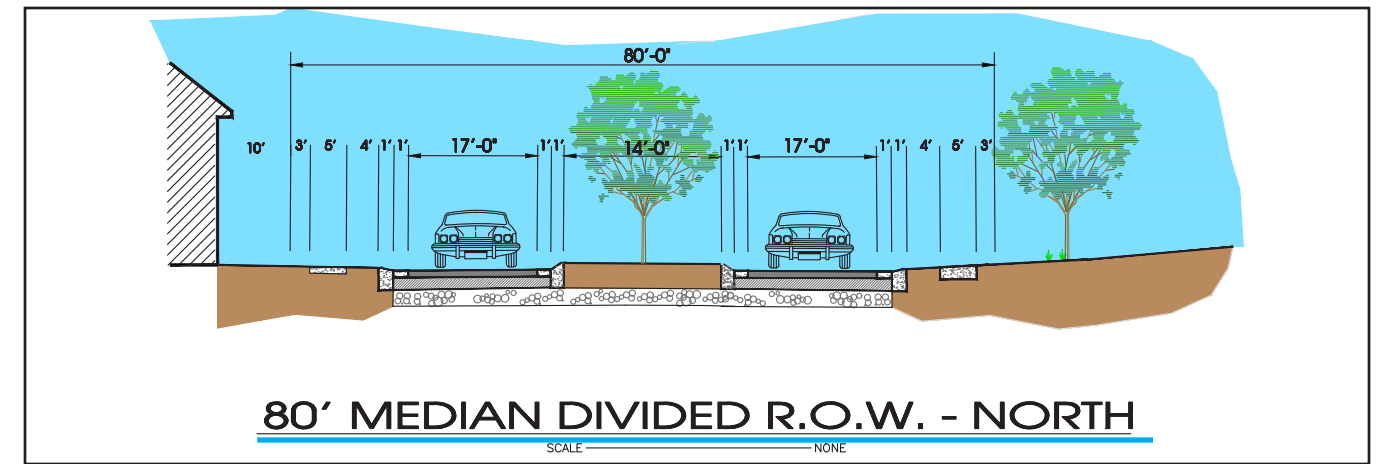 80'-0"
10' 3' 5' 4' 1' 1' 17'-0" 1' 1' 14'-0" 1' 1' 17'-0" 1' 1' 4' 5' 3'
80' MEDIAN DIVIDED R.O.W. - NORTH
SCALE NONE